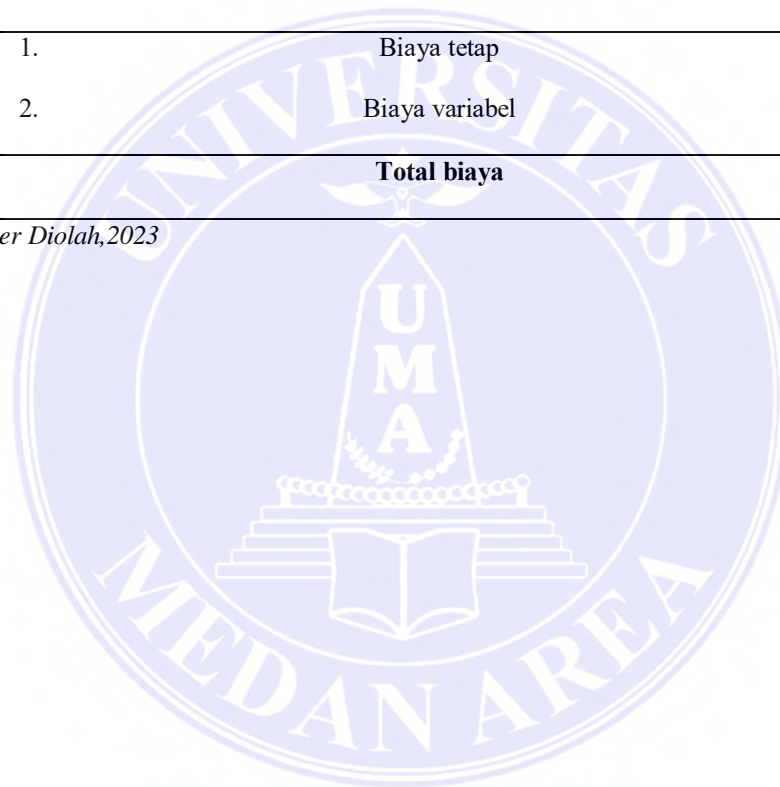 1. Biaya tetap
2. Biaya variabel
Total biaya
er Diolah,2023
UNIVERSITAS
UMA
MEDAN AREA